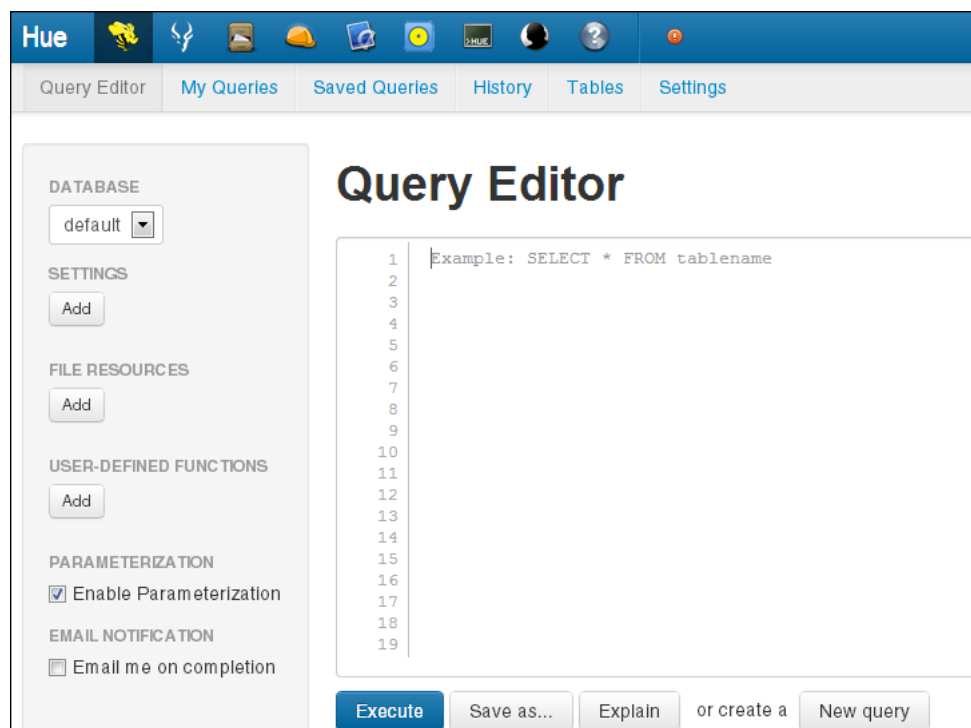 Hue
>HUE
?
Query Editor My Queries Saved Queries History Tables Settings
DATABASE
default
SETTINGS
Add
FILE RESOURCES
Add
USER-DEFINED FUNCTIONS
Add
PARAMETERIZATION
Enable Parameterization
EMAIL NOTIFICATION
Email me on completion
Query Editor
1 Example: SELECT * FROM tablename
2
3
4
5
6
7
8
9
10
11
12
13
14
15
16
17
18
19
Execute Save as... Explain or create a New query